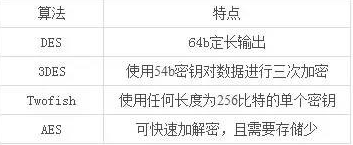 算法 特点
DES 64b定长输出
3DES 使用54b密钥对数据进行三次加密
Twofish 使用任何长度为256比特的单个密钥
AES 可快速加解密，且需要存储少